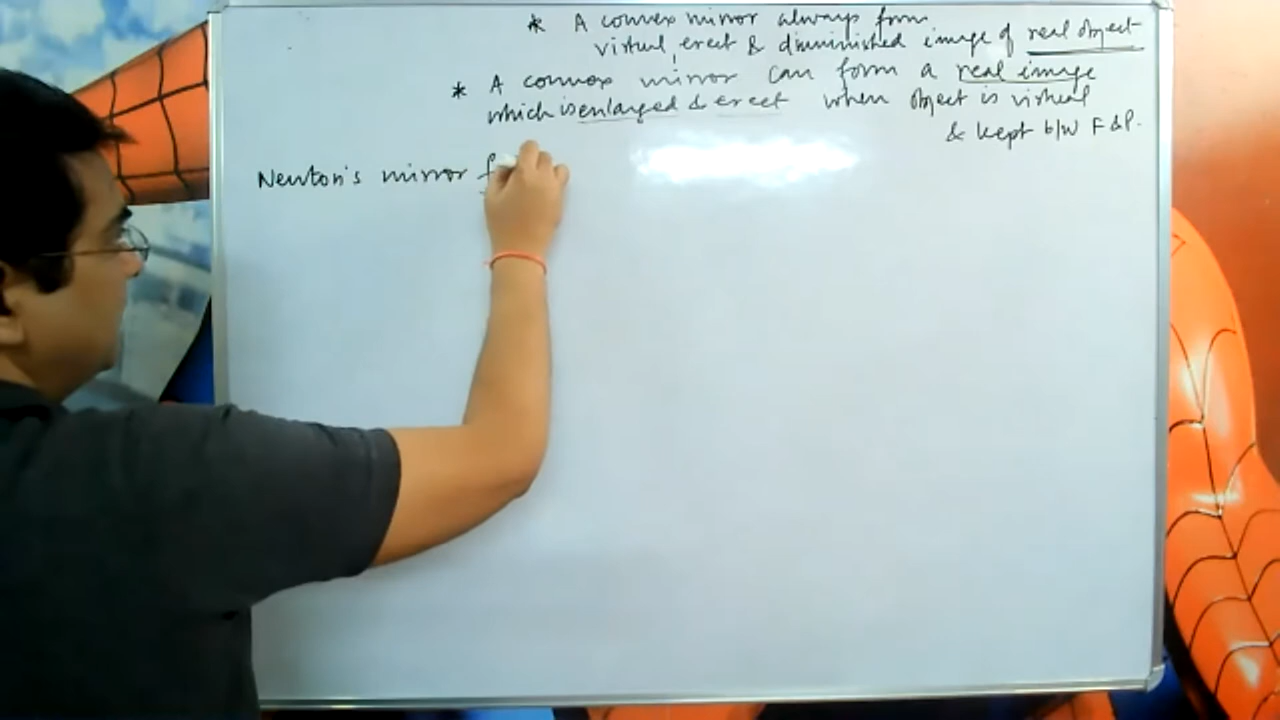 * A convex mirror always form
virtual, erect & diminished image of real object
* A convex mirror can form a real image
which is enlarged & erect when object is virtual
& kept b/w F & P.
Newton's mirror f